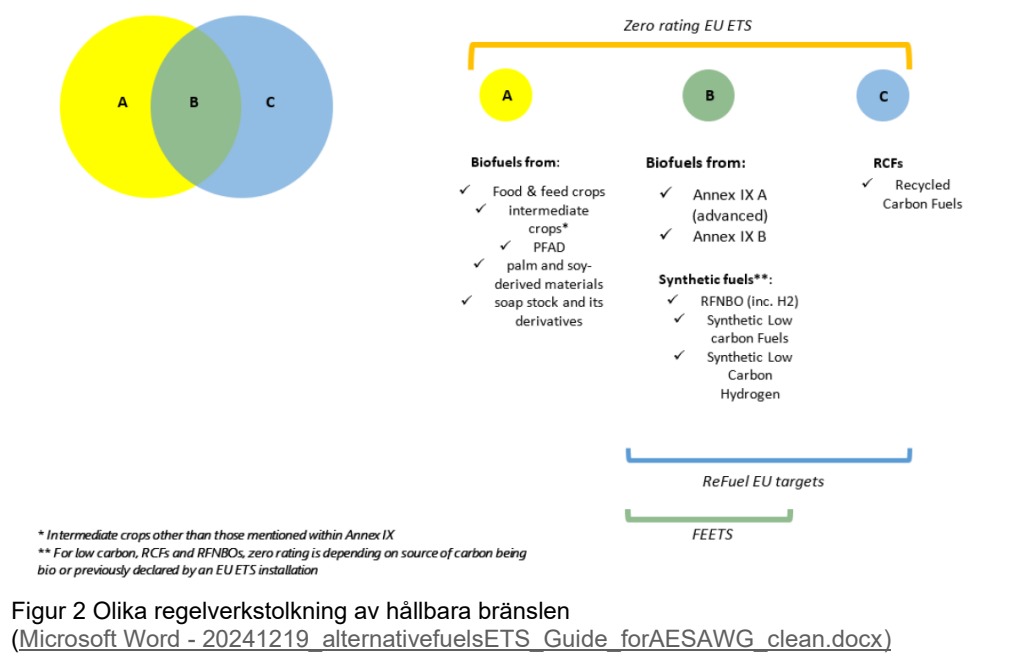 A
B
C
Zero rating EU ETS
A
B
C
Biofuels from:
✓ Food & feed crops
✓ intermediate
crops*
✓ PFAD
✓ palm and soy-
derived materials
✓ soap stock and its
derivatives
Biofuels from:
✓ Annex IX A
(advanced)
✓ Annex IX B
Synthetic fuels**:
✓ RFNBO (inc. H2)
✓ Synthetic Low
carbon Fuels
✓ Synthetic Low
Carbon
Hydrogen
RCFs
✓ Recycled
Carbon Fuels
ReFuel EU targets
FEETS
* Intermediate crops other than those mentioned within Annex IX
** For low carbon, RCFs and RFNBOs, zero rating is depending on source of carbon being
bio or previously declared by an EU ETS installation
Figur 2 Olika regelverkstolkning av hållbara bränslen
(Microsoft Word - 20241219_alternativefuelsETS_Guide_forAESAWG_clean.docx)